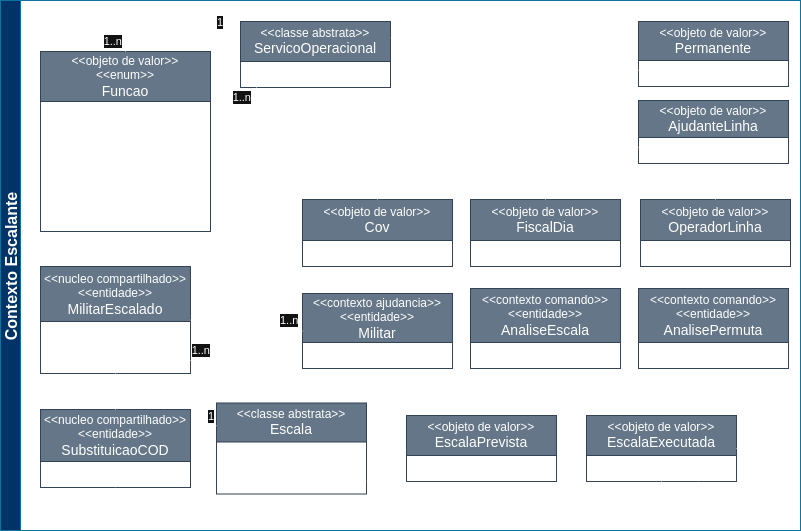 Contexto Escalante
1
1..n
<<objeto de valor>>
<<enum>>
Funcao
<<classe abstrata>>
ServicoOperacional
1..n
<<objeto de valor>>
Permanente
<<objeto de valor>>
AjudanteLinha
<<objeto de valor>>
Cov
<<objeto de valor>>
FiscalDia
<<objeto de valor>>
OperadorLinha
<<nucleo compartilhado>>
<<entidade>>
MilitarEscalado
1..n
1..n
<<contexto ajudancia>>
<<entidade>>
Militar
<<contexto comando>>
<<entidade>>
AnaliseEscala
<<contexto comando>>
<<entidade>>
AnalisePermuta
<<nucleo compartilhado>>
<<entidade>>
SubstituicaoCOD
1
<<classe abstrata>>
Escala
<<objeto de valor>>
EscalaPrevista
<<objeto de valor>>
EscalaExecutada